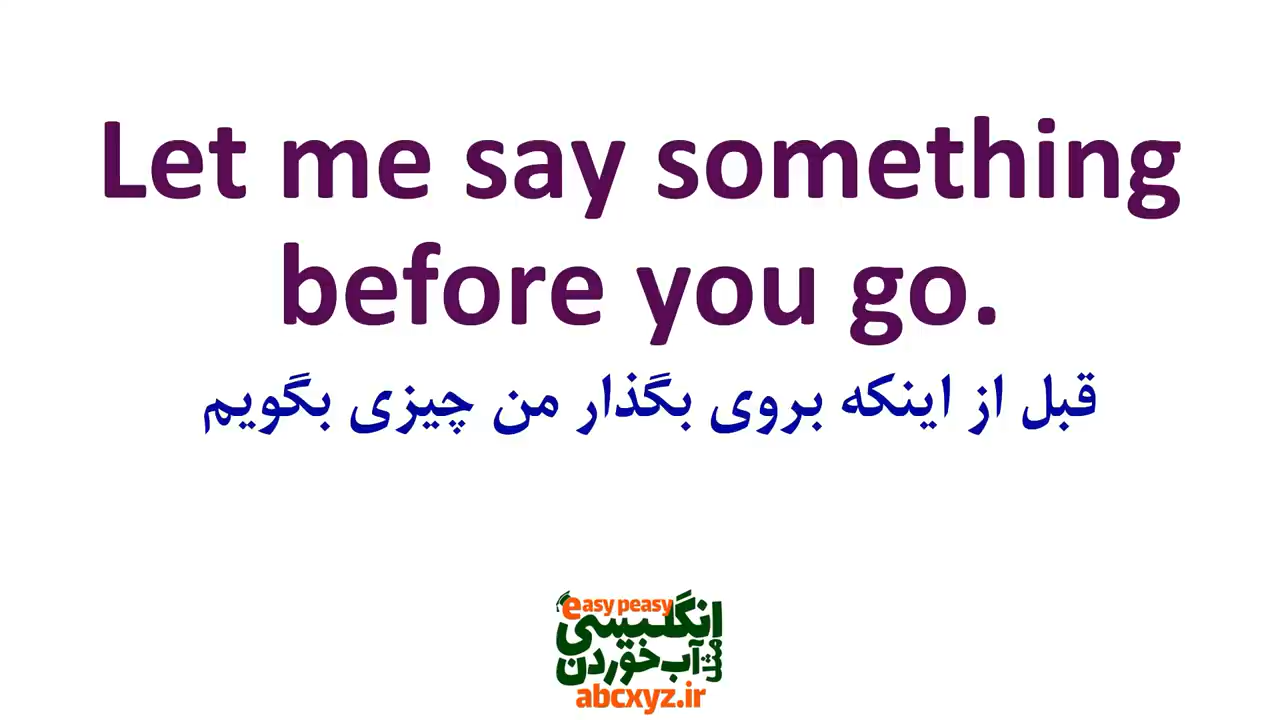 Let me say something
before you go.
قبل از اینکه بروی بگذار من چیزی بگویم
easy peasy
انگلیسی
مثل آب خوردن
abcxyz.ir